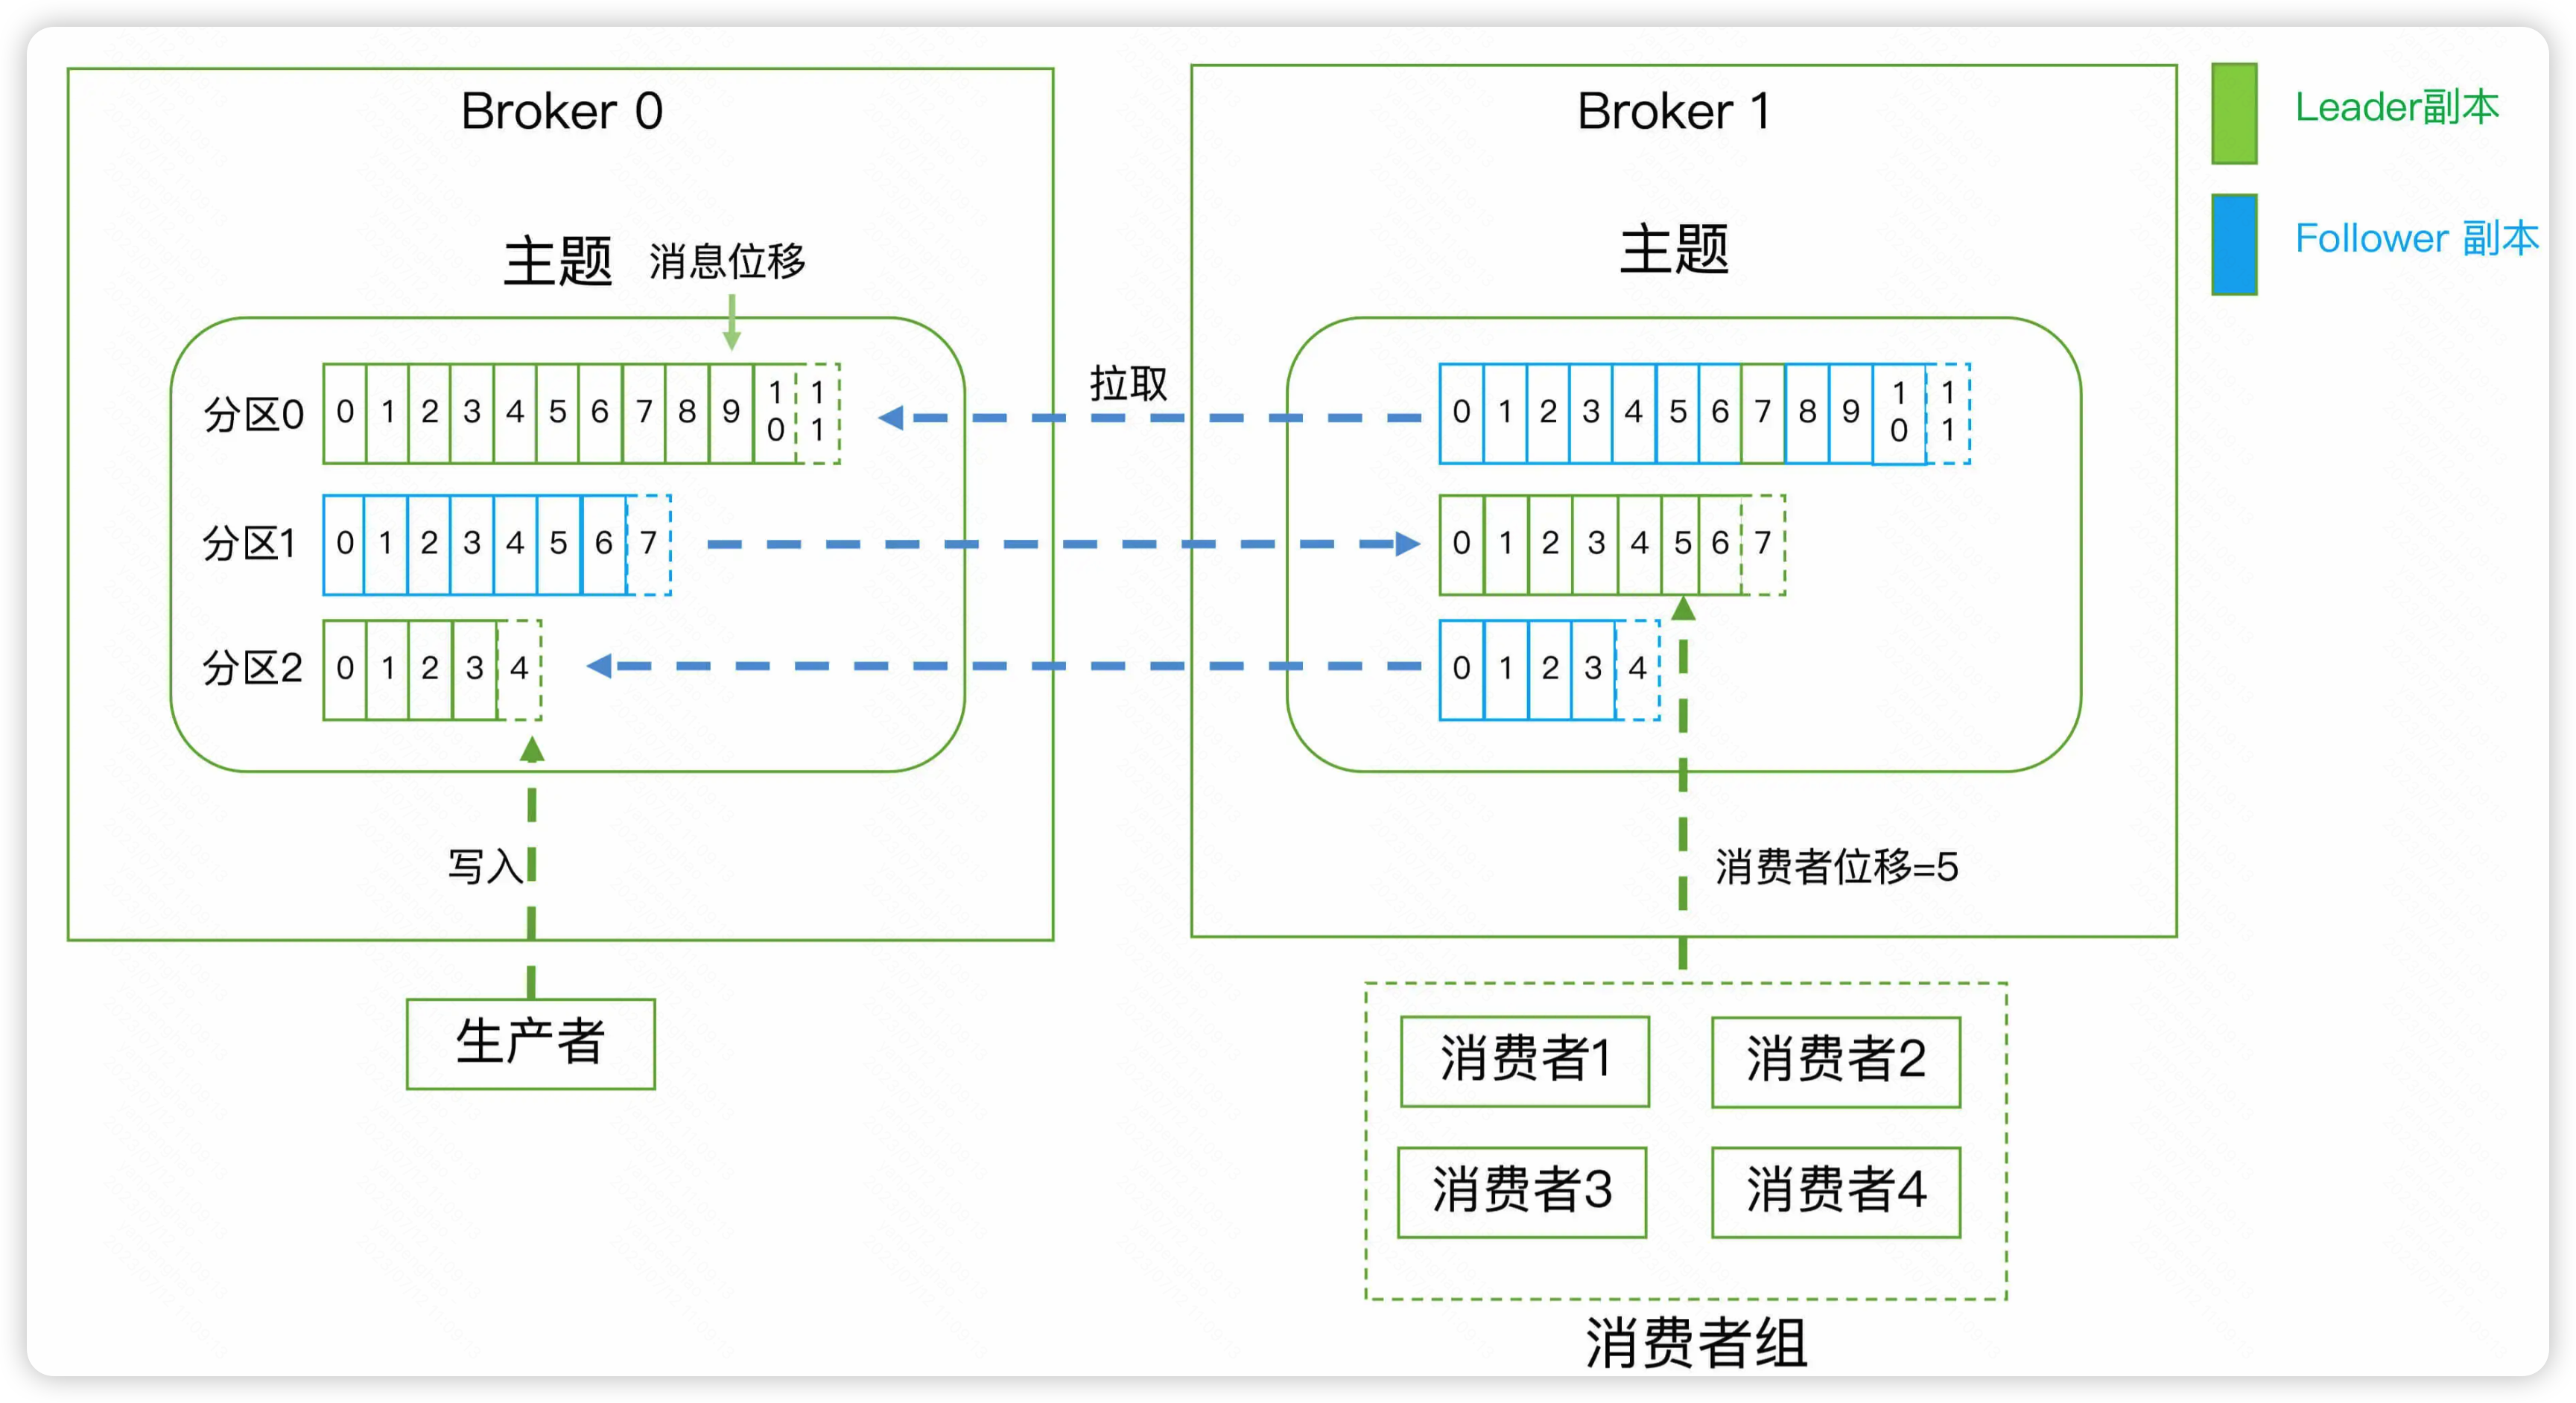 Broker 0
主题 消息位移
分区0 0 1 2 3 4 5 6 7 8 9 10 11
分区1 0 1 2 3 4 5 6 7
分区2 0 1 2 3 4
写入
生产者
拉取
Broker 1
主题
0 1 2 3 4 5 6 7 8 9 10 11
0 1 2 3 4 5 6 7
0 1 2 3 4
消费者位移=5
消费者1 消费者2
消费者3 消费者4
消费者组
Leader副本
Follower 副本